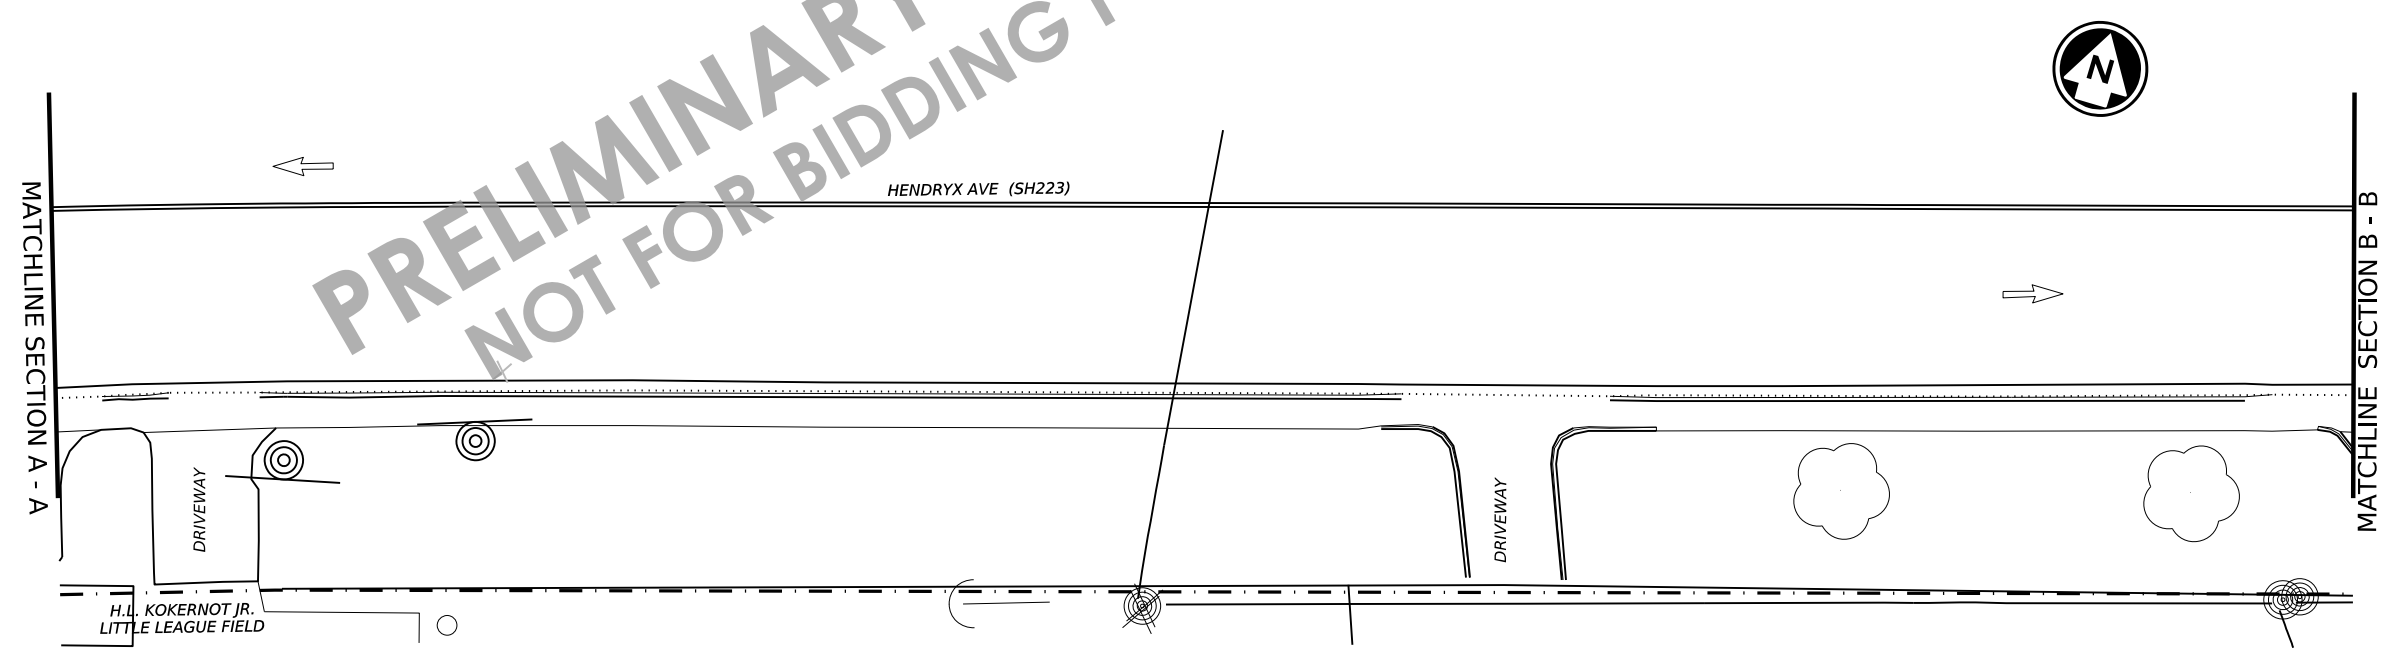 PRELIMINARY
NOT FOR BIDDING
N
HENDRYX AVE (SH223)
MATCHLINE SECTION A - A
MATCHLINE SECTION B - B
DRIVEWAY
DRIVEWAY
H.L. KOKERNOT JR.
LITTLE LEAGUE FIELD